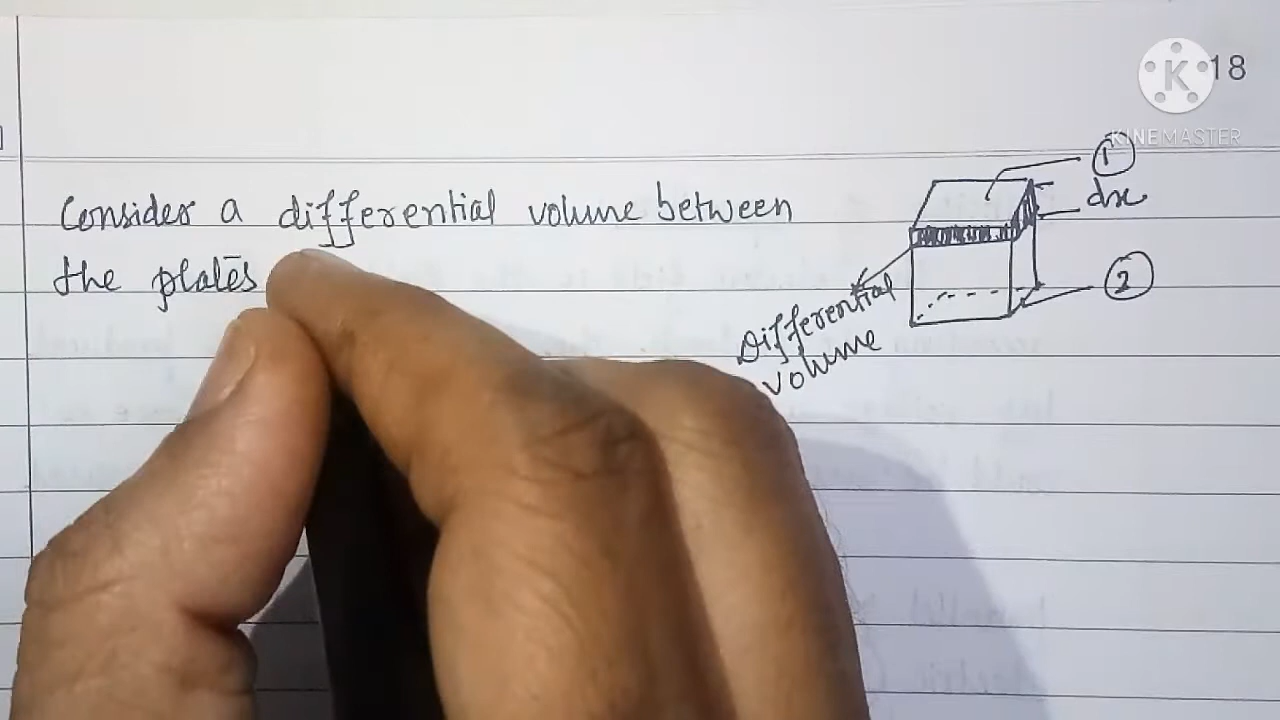 18
K
KINEMASTER
Consider a differential volume between
the plates
1
dx
2
Differential
volume